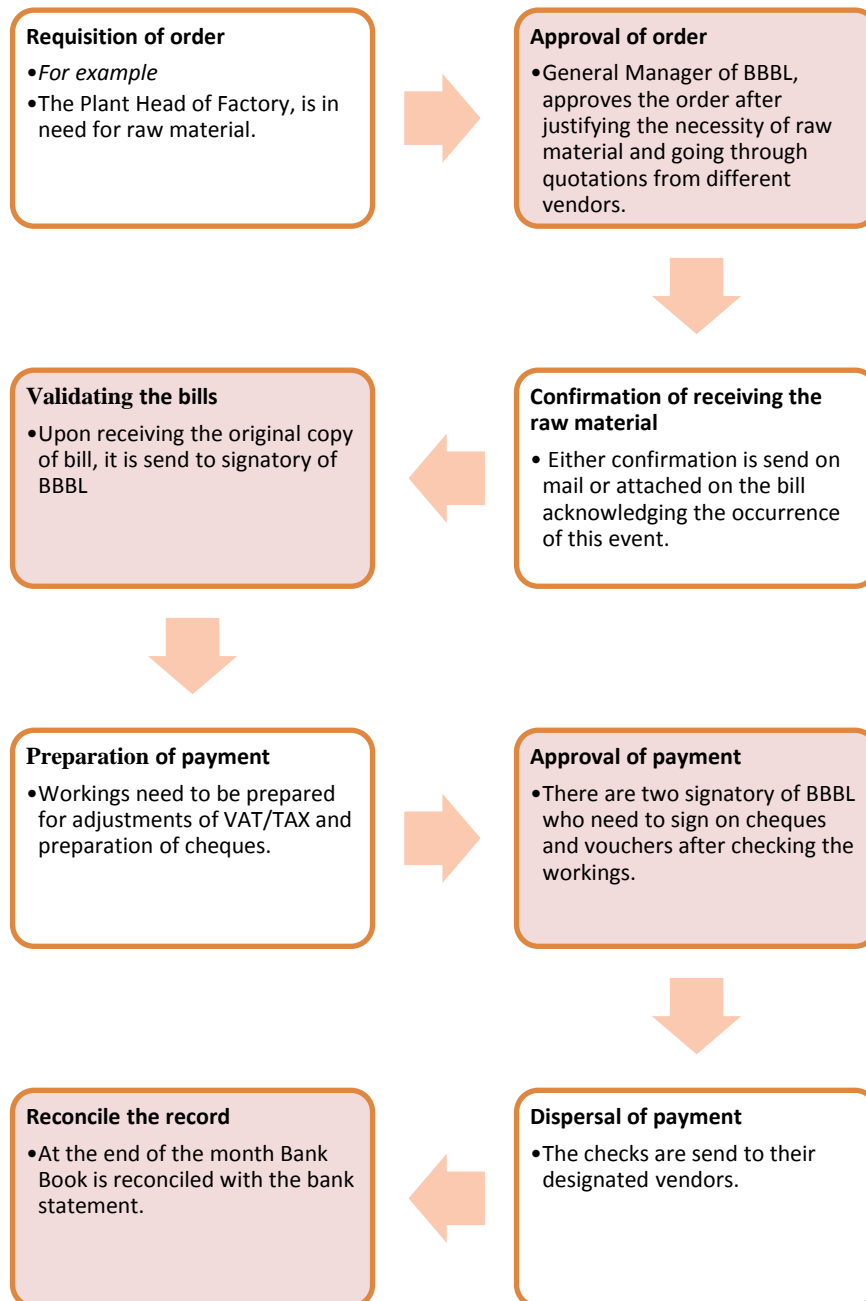 Requisition of order
•For example
•The Plant Head of Factory, is in
need for raw material.
Approval of order
•General Manager of BBBL,
approves the order after
justifying the necessity of raw
material and going through
quotations from different
vendors.
Confirmation of receiving the
raw material
• Either confirmation is send on
mail or attached on the bill
acknowledging the occurrence
of this event.
Validating the bills
•Upon receiving the original copy
of bill, it is send to signatory of
BBBL
Preparation of payment
•Workings need to be prepared
for adjustments of VAT/TAX and
preparation of cheques.
Approval of payment
•There are two signatory of BBBL
who need to sign on cheques
and vouchers after checking the
workings.
Dispersal of payment
•The checks are send to their
designated vendors.
Reconcile the record
•At the end of the month Bank
Book is reconciled with the bank
statement.